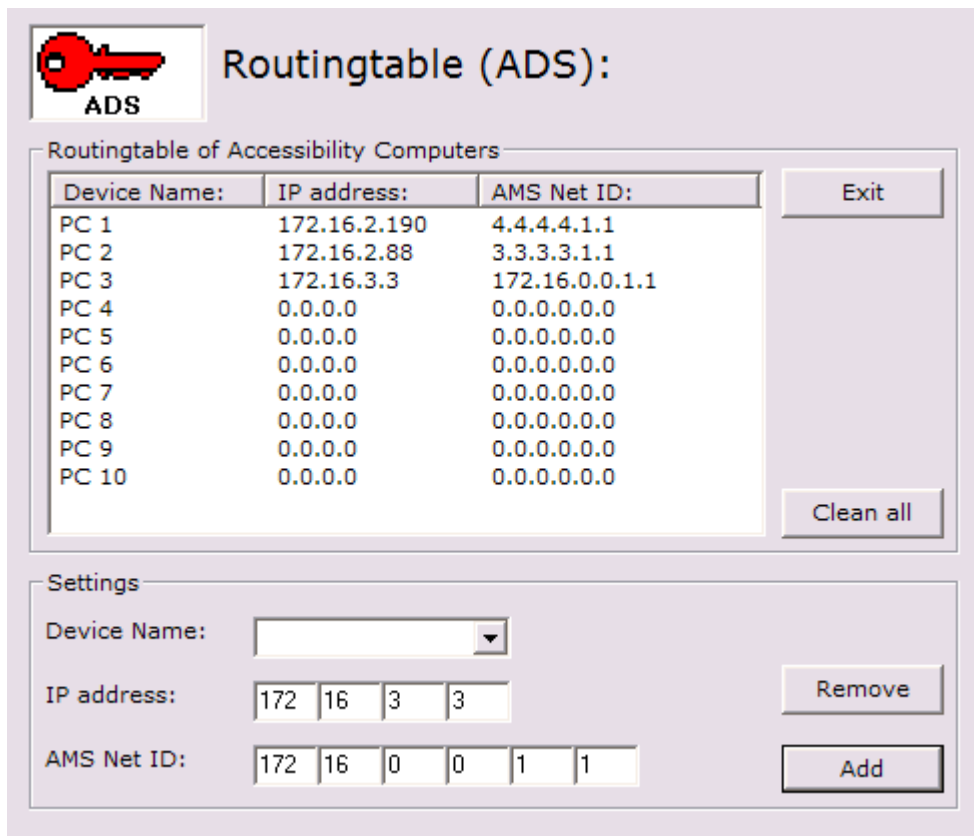 ADS
Routingtable (ADS):
Routingtable of Accessibility Computers
Device Name: IP address: AMS Net ID:
PC 1 172.16.2.190 4.4.4.4.1.1
PC 2 172.16.2.88 3.3.3.3.1.1
PC 3 172.16.3.3 172.16.0.0.1.1
PC 4 0.0.0.0 0.0.0.0.0.0
PC 5 0.0.0.0 0.0.0.0.0.0
PC 6 0.0.0.0 0.0.0.0.0.0
PC 7 0.0.0.0 0.0.0.0.0.0
PC 8 0.0.0.0 0.0.0.0.0.0
PC 9 0.0.0.0 0.0.0.0.0.0
PC 10 0.0.0.0 0.0.0.0.0.0
Exit
Clean all
Settings
Device Name:
IP address: 172 16 3 3
AMS Net ID: 172 16 0 0 1 1
Remove
Add